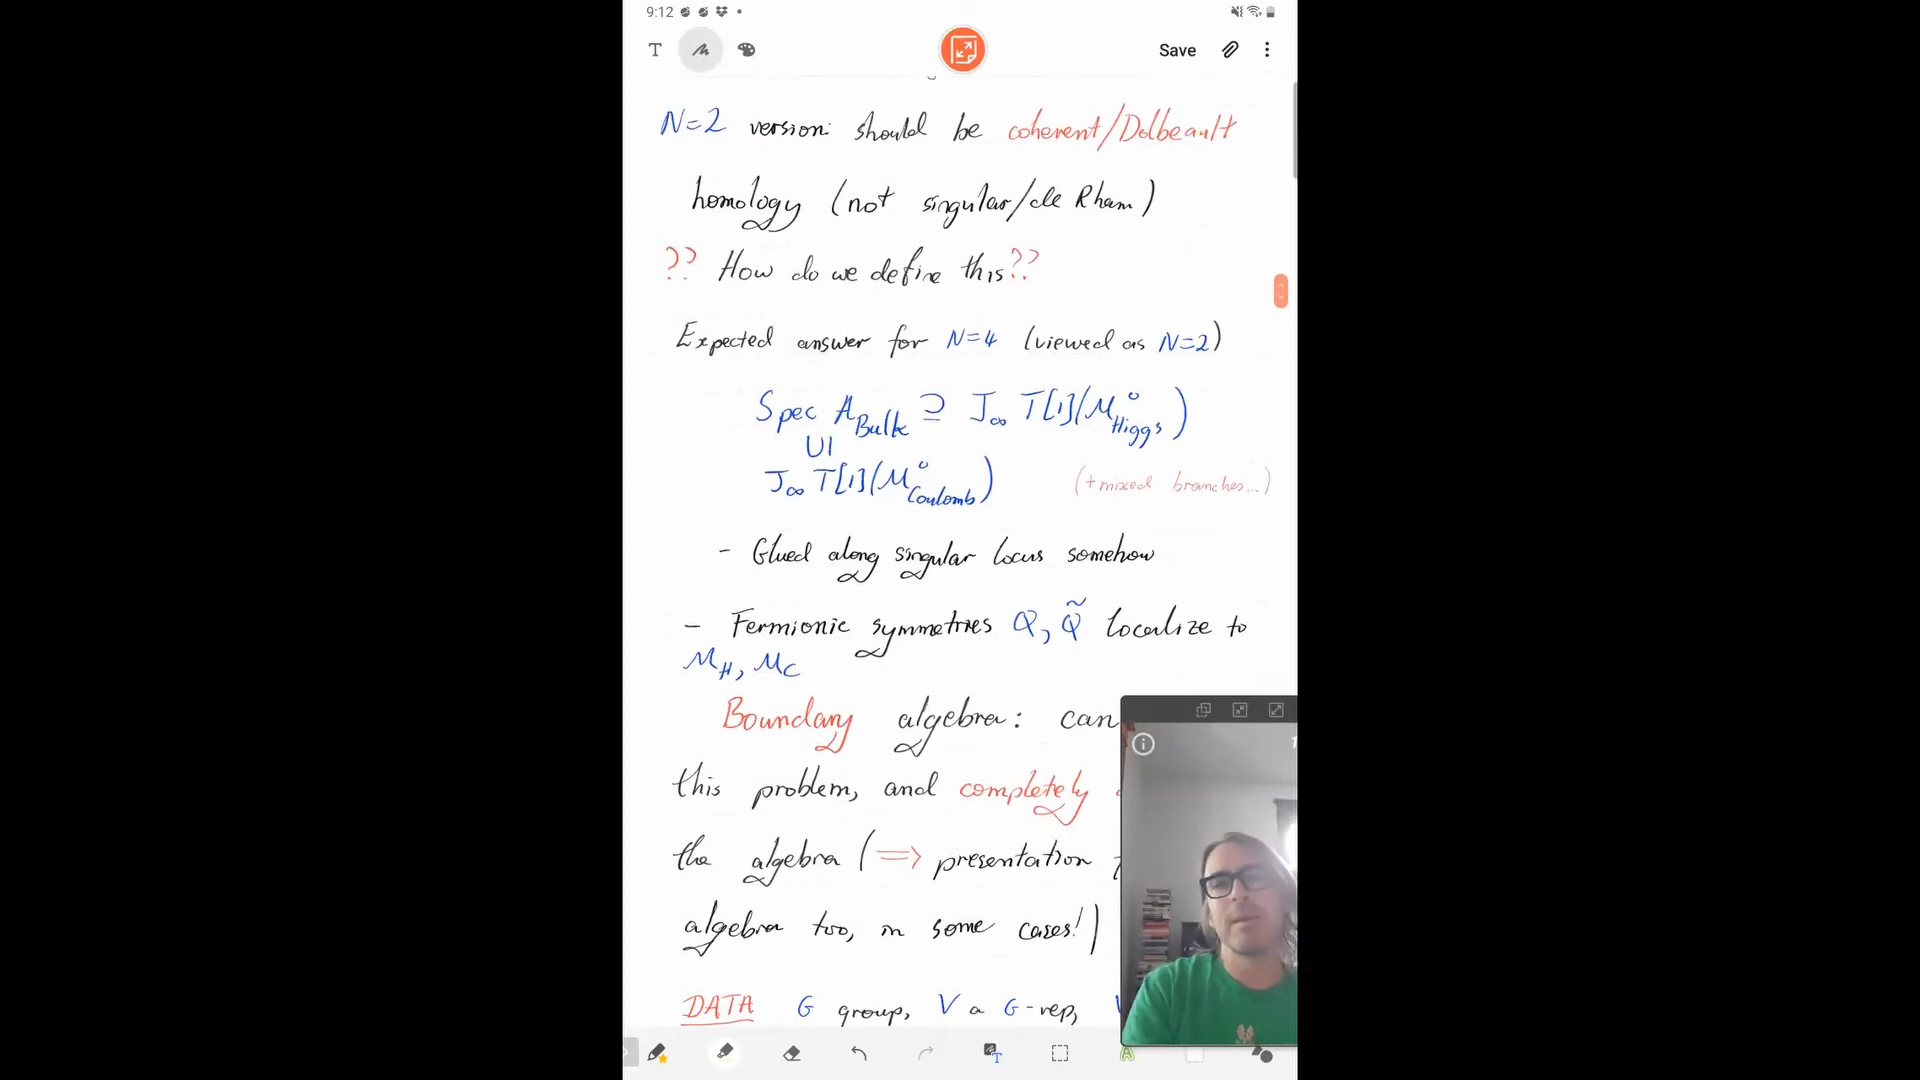 9:12
T
Save
N=2 version: should be coherent/Dolbeault
homology (not singular/de Rham)
?? How do we define this ??
Expected answer for N=4 (viewed as N=2)
Spec A_Bulk ⊇ J∞ T[1](M°_Higgs)
UI
J∞ T[1](M°_Coulomb) (+mixed branches...)
- Glued along singular locus somehow
- Fermionic symmetries Q, Q̃ localize to
M_H, M_C
Boundary algebra: can
this problem, and completely
the algebra (⇒ presentation
algebra too, in some cases!)
DATA G group, V a G-rep,